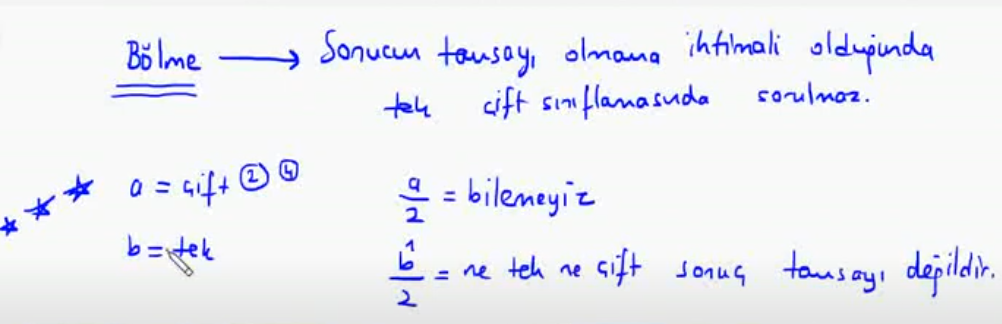 Bölme → Sonucun tamsayı olmama ihtimali olduğunda
tek çift sınıflamasında sorulmaz.
a = çift ② ④
a/2 = bilemeyiz
b = tek
b/2 = ne tek ne çift sonuç tamsayı değildir.